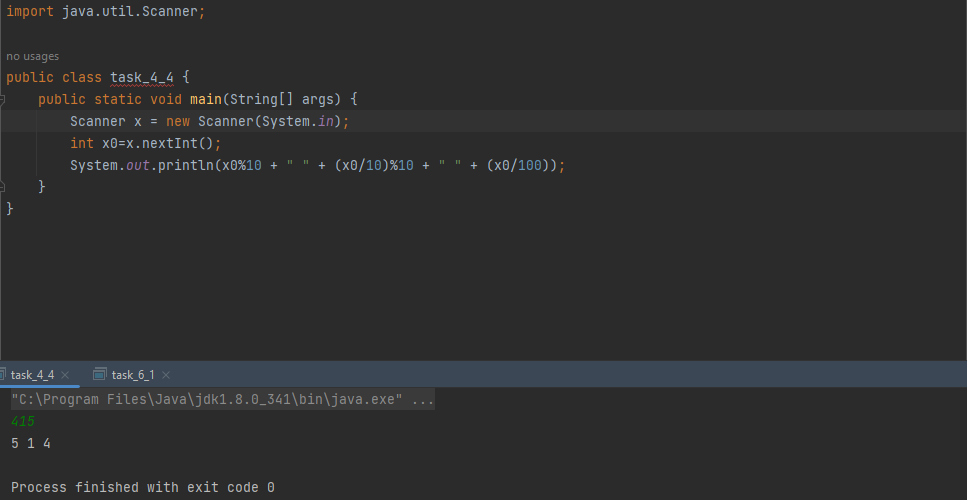 import java.util.Scanner;
no usages
public class task_4_4 {
    public static void main(String[] args) {
        Scanner x = new Scanner(System.in);
        int x0=x.nextInt();
        System.out.println(x0%10 + " " + (x0/10)%10 + " " + (x0/100));
    }
}
task_4_4 × task_6_1 ×
"C:\Program Files\Java\jdk1.8.0_341\bin\java.exe" ...
415
5 1 4
Process finished with exit code 0